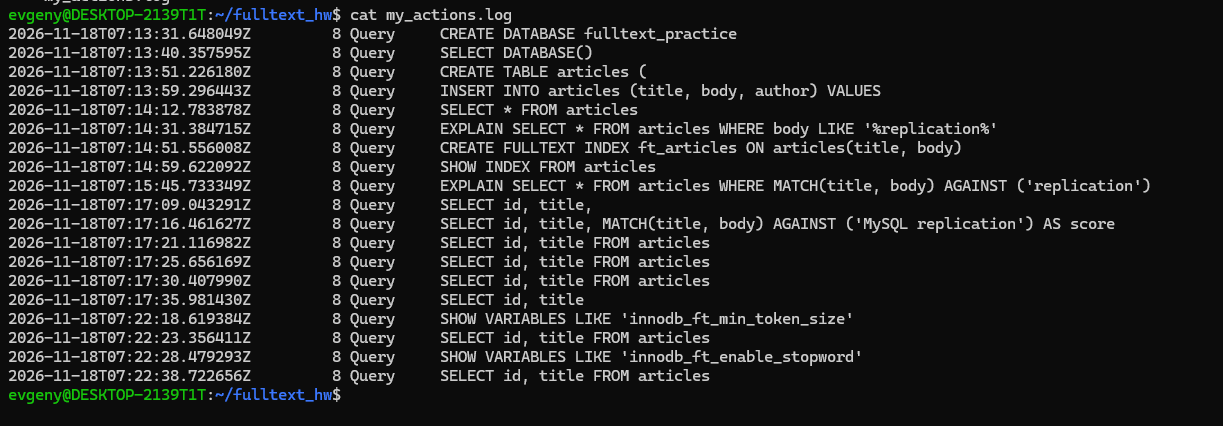 evgeny@DESKTOP-2139T1T:~/fulltext_hw$ cat my_actions.log
2026-11-18T07:13:31.648049Z 8 Query CREATE DATABASE fulltext_practice
2026-11-18T07:13:40.357595Z 8 Query SELECT DATABASE()
2026-11-18T07:13:51.226180Z 8 Query CREATE TABLE articles (
2026-11-18T07:13:59.296443Z 8 Query INSERT INTO articles (title, body, author) VALUES
2026-11-18T07:14:12.783878Z 8 Query SELECT * FROM articles
2026-11-18T07:14:31.384715Z 8 Query EXPLAIN SELECT * FROM articles WHERE body LIKE '%replication%'
2026-11-18T07:14:51.556008Z 8 Query CREATE FULLTEXT INDEX ft_articles ON articles(title, body)
2026-11-18T07:14:59.622092Z 8 Query SHOW INDEX FROM articles
2026-11-18T07:15:45.733349Z 8 Query EXPLAIN SELECT * FROM articles WHERE MATCH(title, body) AGAINST ('replication')
2026-11-18T07:17:09.043291Z 8 Query SELECT id, title,
2026-11-18T07:17:16.461627Z 8 Query SELECT id, title, MATCH(title, body) AGAINST ('MySQL replication') AS score
2026-11-18T07:17:21.116982Z 8 Query SELECT id, title FROM articles
2026-11-18T07:17:25.656169Z 8 Query SELECT id, title FROM articles
2026-11-18T07:17:30.407990Z 8 Query SELECT id, title FROM articles
2026-11-18T07:17:35.981430Z 8 Query SELECT id, title
2026-11-18T07:22:18.619384Z 8 Query SHOW VARIABLES LIKE 'innodb_ft_min_token_size'
2026-11-18T07:22:23.356411Z 8 Query SELECT id, title FROM articles
2026-11-18T07:22:28.479293Z 8 Query SHOW VARIABLES LIKE 'innodb_ft_enable_stopword'
2026-11-18T07:22:38.722656Z 8 Query SELECT id, title FROM articles
evgeny@DESKTOP-2139T1T:~/fulltext_hw$